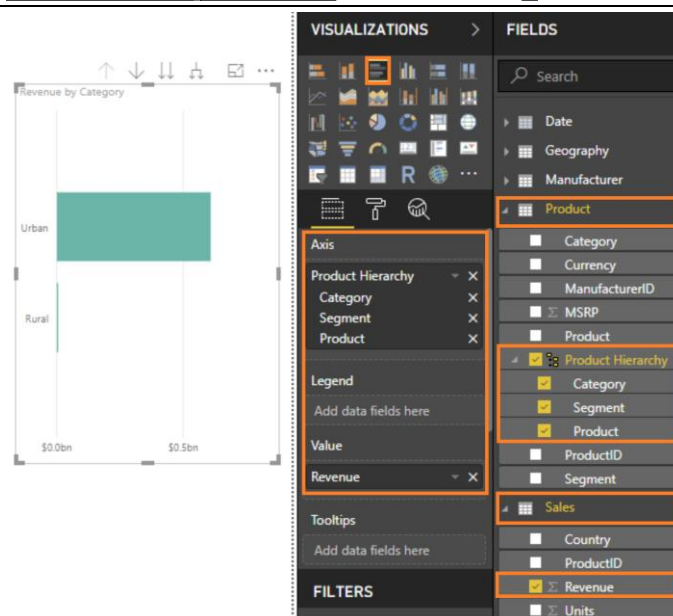 Revenue by Category
Urban
Rural
$0.0bn
$0.5bn
VISUALIZATIONS
R
Axis
Product Hierarchy
Category
Segment
Product
Legend
Add data fields here
Value
Revenue
Tooltips
Add data fields here
FILTERS
FIELDS
Search
Date
Geography
Manufacturer
Product
Category
Currency
ManufacturerID
Σ MSRP
Product
Product Hierarchy
Category
Segment
Product
ProductID
Segment
Sales
Country
ProductID
Σ Revenue
Σ Units